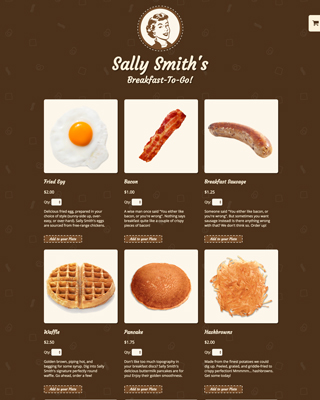 Sally Smith's
Breakfast-To-Go!
Fried Egg
$2.00
Qty:
Delicious fried egg, prepared in your
choice of style (sunny-side up, over-
easy, or over-hard). Sally Smith's eggs
are sourced from free-range chickens.
Add to your Plate
Bacon
$1.00
Qty:
A wise man once said "You either like
bacon, or you're wrong". Nothing says
breakfast quite like a couple of crispy
pieces of bacon!
Add to your Plate
Breakfast Sausage
$1.25
Qty:
Someone said "You either like bacon,
or you're wrong". But sometimes you want
sausage instead! Is there anything wrong
with that? We don't think so. Order up!
Add to your Plate
Waffle
$2.50
Qty:
Golden brown, piping hot, and
begging for some syrup. Dig into Sally
Smith's signature perfectly-round
waffle. Go ahead, order a few!
Add to your Plate
Pancake
$1.75
Qty:
Don't like too much topography in
your breakfast disks? Sally Smith's
delicious buttermilk pancakes are for
you! Enjoy their golden smoothness.
Add to your Plate
Hashbrowns
$2.00
Qty:
Made from the finest potatoes we could
dig up. Peeled, grated, and griddle-fried to
crispy perfection! Mmmmm... hashbrowns.
Get some today!
Add to your Plate